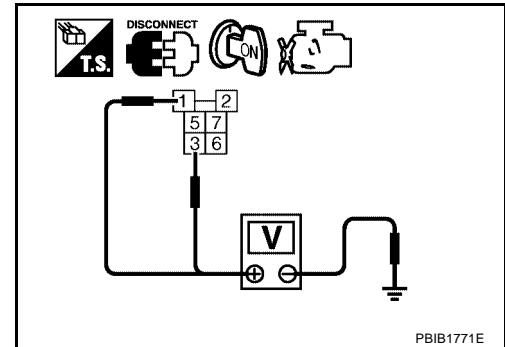 DISCONNECT
T.S.
ON
1 2
5 7
3 6
V
+ −
PBIB1771E